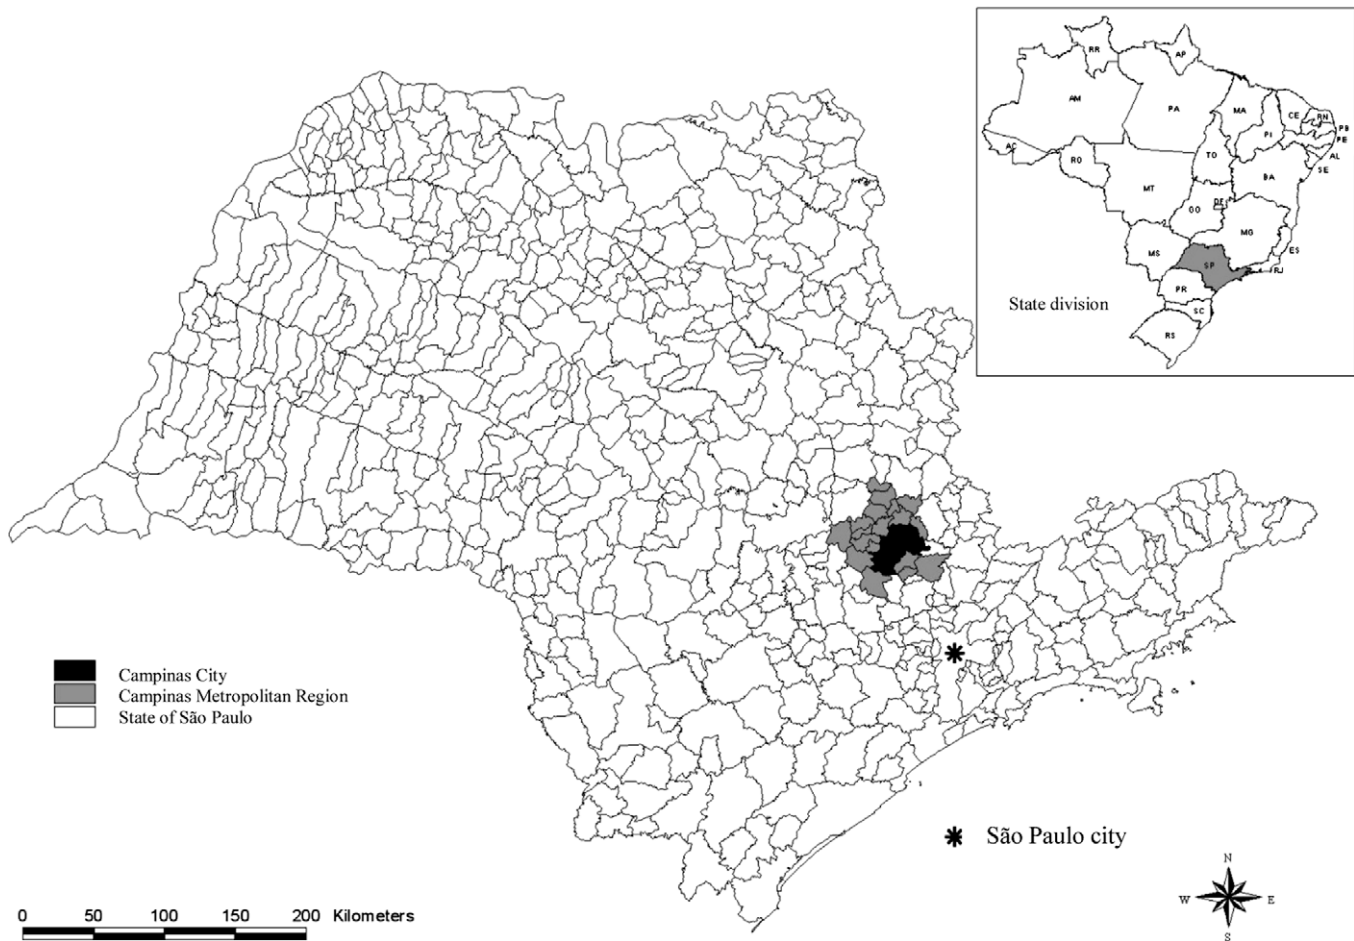 RR
AP
AM
PA
MA
CE
RN
PB
PE
AL
SE
PI
AC
RO
TO
BA
MT
DF
GO
MG
ES
MS
SP
RJ
PR
SC
RS
State division
Campinas City
Campinas Metropolitan Region
State of São Paulo
São Paulo city
N
W
E
S
0 50 100 150 200 Kilometers